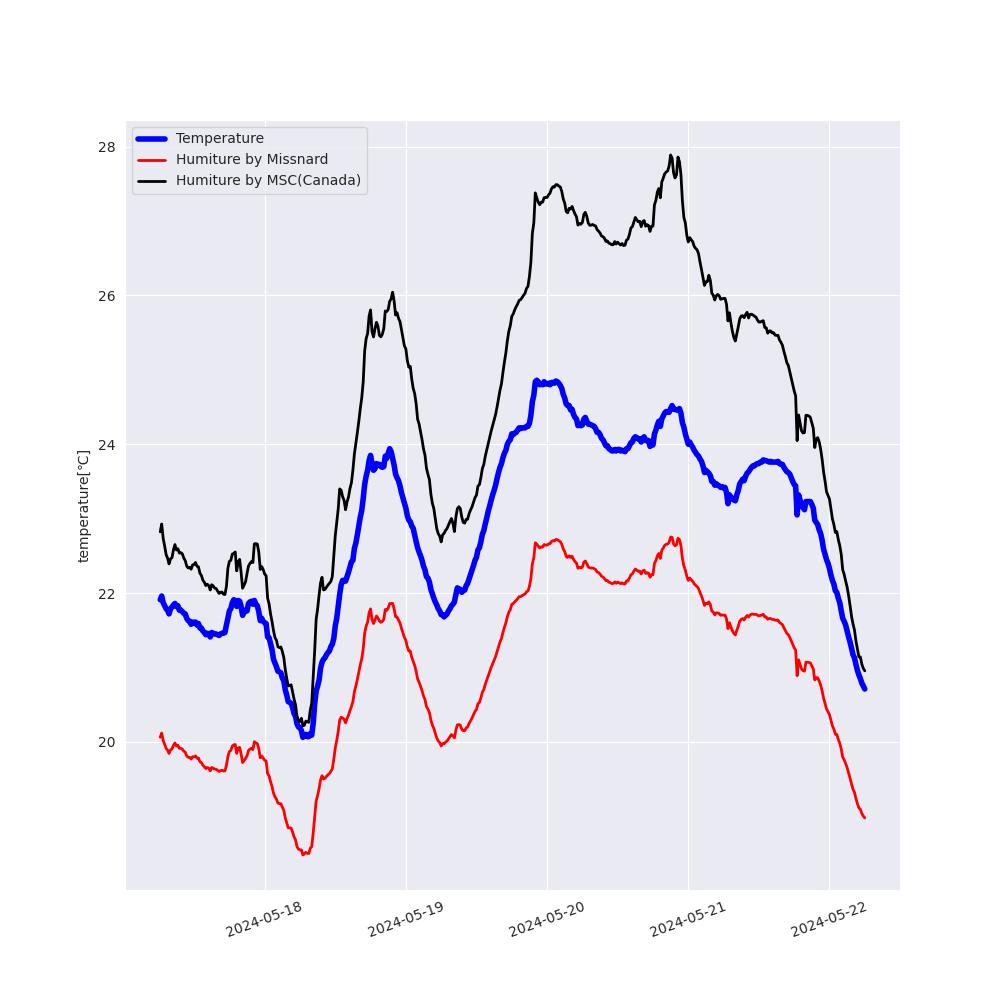 Temperature
Humiture by Missnard
Humiture by MSC(Canada)
28
26
24
22
20
temperature[℃]
2024-05-18
2024-05-19
2024-05-20
2024-05-21
2024-05-22